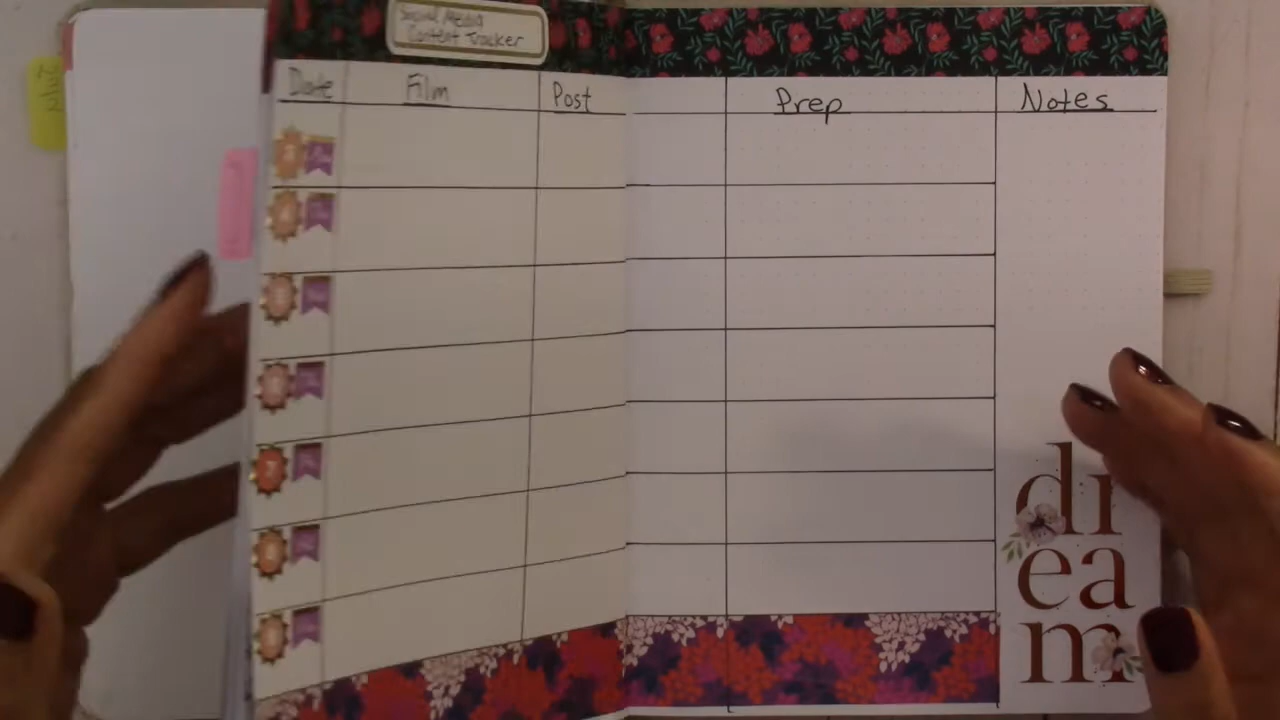 Social Media
Content Tracker
Date Film Post Prep Notes
dr
ea
m